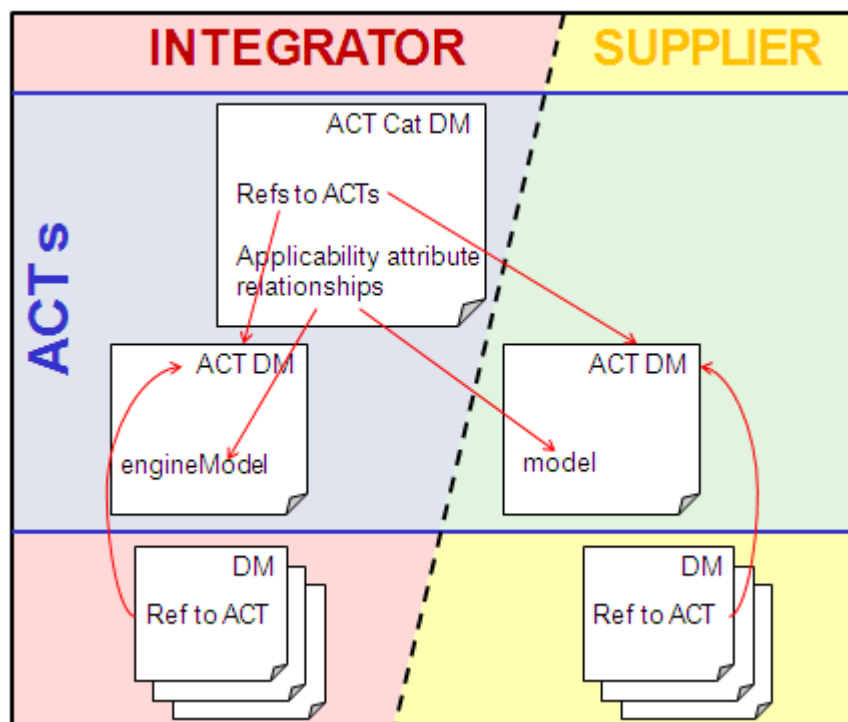 INTEGRATOR
SUPPLIER
ACTs
ACT Cat DM
Refs to ACTs
Applicability attribute
relationships
ACT DM
engineModel
ACT DM
model
DM
Ref to ACT
DM
Ref to ACT